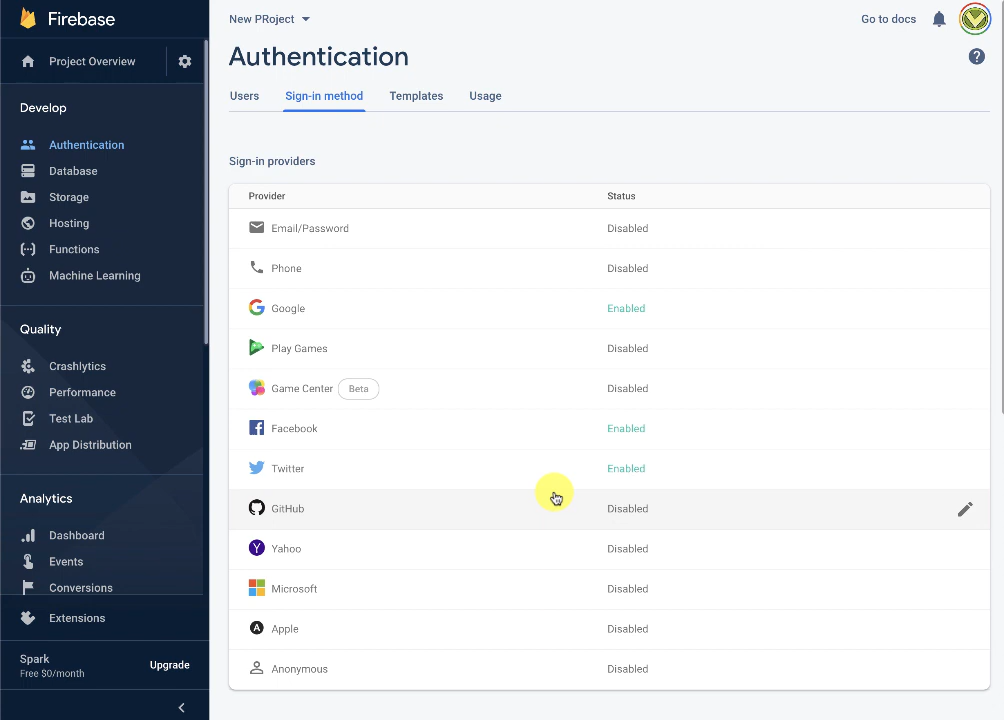 Firebase
Project Overview
Develop
Authentication
Database
Storage
Hosting
Functions
Machine Learning
Quality
Crashlytics
Performance
Test Lab
App Distribution
Analytics
Dashboard
Events
Conversions
Extensions
Spark
Free $0/month
Upgrade
New PRoject
Go to docs
Authentication
Users Sign-in method Templates Usage
Sign-in providers
Provider Status
Email/Password Disabled
Phone Disabled
Google Enabled
Play Games Disabled
Game Center Beta Disabled
Facebook Enabled
Twitter Enabled
GitHub Disabled
Yahoo Disabled
Microsoft Disabled
Apple Disabled
Anonymous Disabled